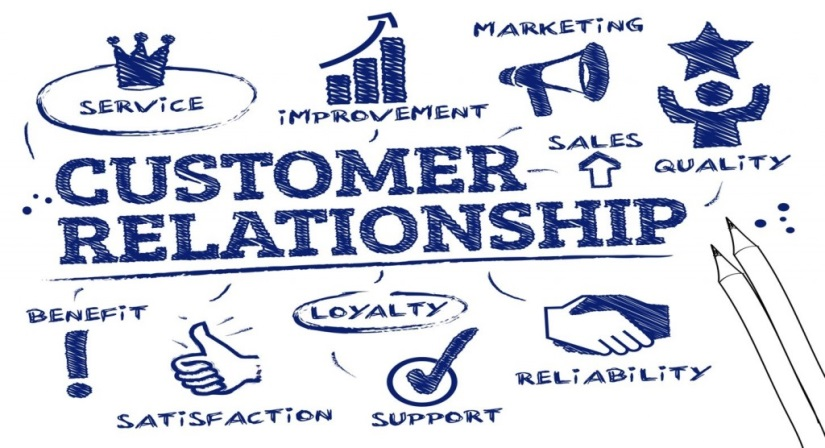 MARKETING
SERVICE
IMPROVEMENT
SALES
QUALITY
CUSTOMER
RELATIONSHIP
BENEFIT
LOYALTY
RELIABILITY
SATISFACTION
SUPPORT